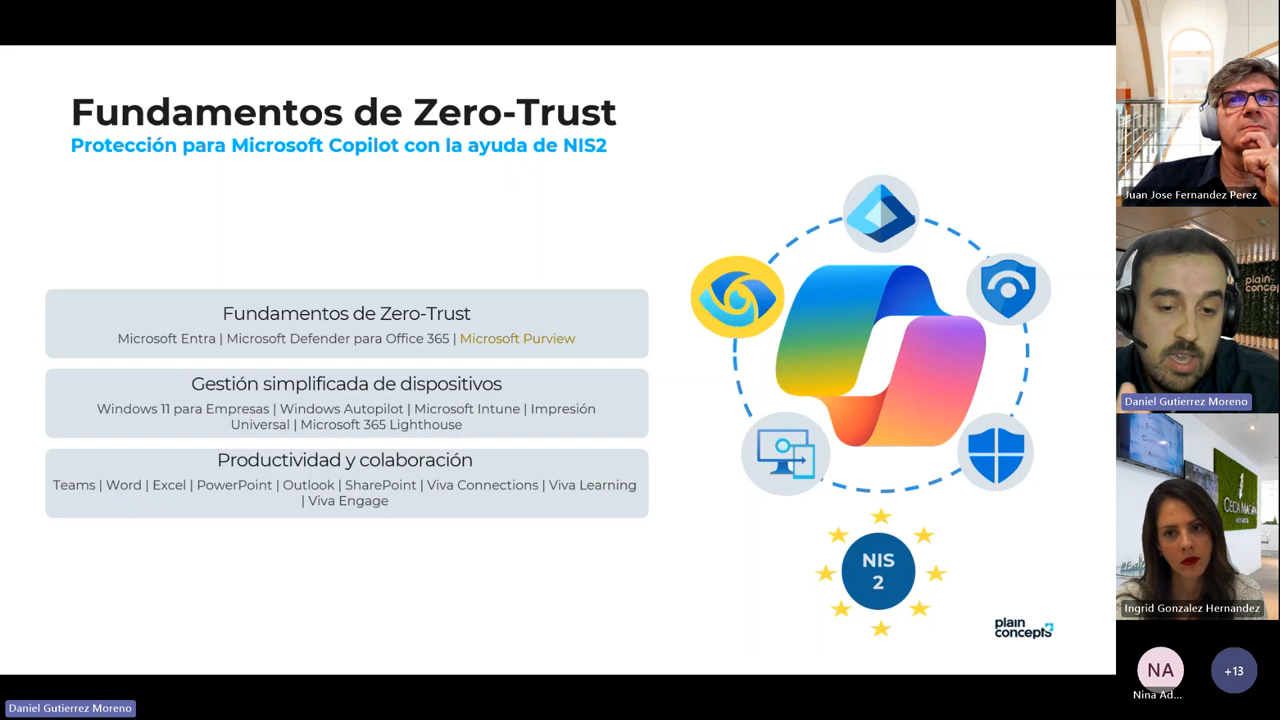 Fundamentos de Zero-Trust
Protección para Microsoft Copilot con la ayuda de NIS2
Fundamentos de Zero-Trust
Microsoft Entra | Microsoft Defender para Office 365 | Microsoft Purview
Gestión simplificada de dispositivos
Windows 11 para Empresas | Windows Autopilot | Microsoft Intune | Impresión
Universal | Microsoft 365 Lighthouse
Productividad y colaboración
Teams | Word | Excel | PowerPoint | Outlook | SharePoint | Viva Connections | Viva Learning
| Viva Engage
NIS
2
plain
concepts
Juan Jose Fernandez Perez
plain
Daniel Gutierrez Moreno
CECA MAGÁN
Ingrid Gonzalez Hernandez
NA
Nina Ad...
+13
Daniel Gutierrez Moreno